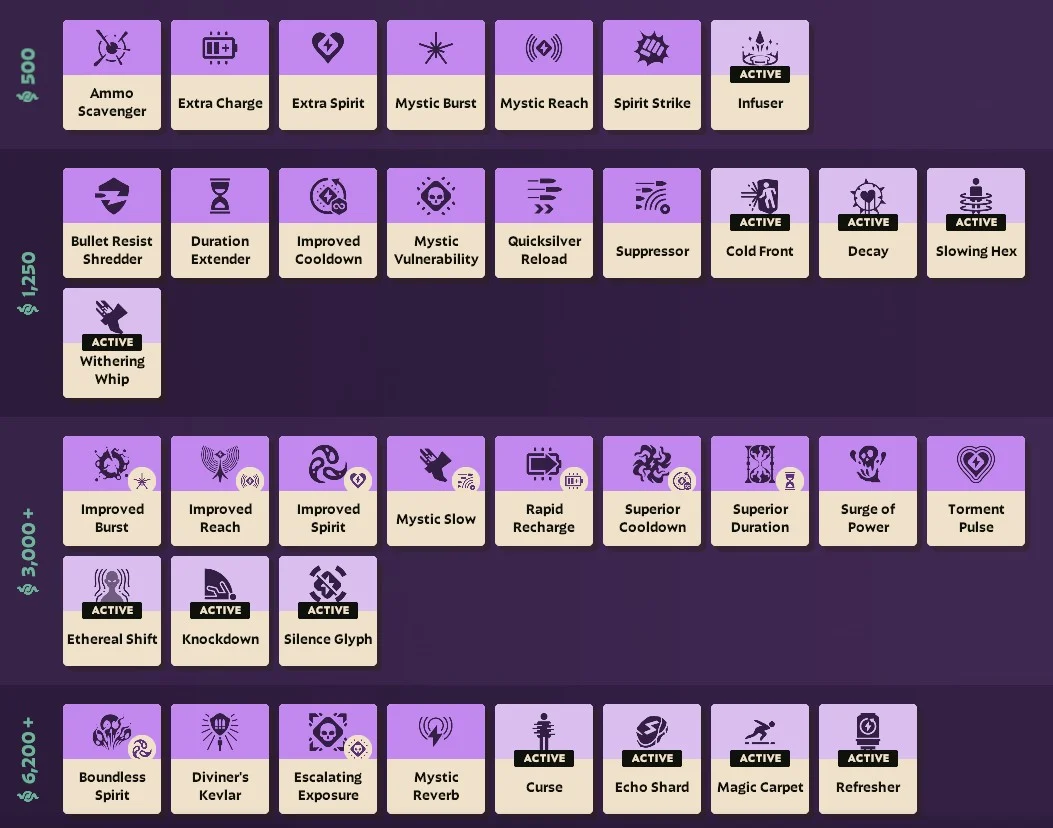 500
Ammo
Scavenger
Extra Charge
Extra Spirit
Mystic Burst
Mystic Reach
Spirit Strike
ACTIVE
Infuser
1,250
Bullet Resist
Shredder
Duration
Extender
Improved
Cooldown
Mystic
Vulnerability
Quicksilver
Reload
Suppressor
ACTIVE
Cold Front
ACTIVE
Decay
ACTIVE
Slowing Hex
ACTIVE
Withering
Whip
3,000+
Improved
Burst
Improved
Reach
Improved
Spirit
Mystic Slow
Rapid
Recharge
Superior
Cooldown
Superior
Duration
Surge of
Power
Torment
Pulse
ACTIVE
Ethereal Shift
ACTIVE
Knockdown
ACTIVE
Silence Glyph
6,200+
Boundless
Spirit
Diviner's
Kevlar
Escalating
Exposure
Mystic
Reverb
ACTIVE
Curse
ACTIVE
Echo Shard
ACTIVE
Magic Carpet
ACTIVE
Refresher